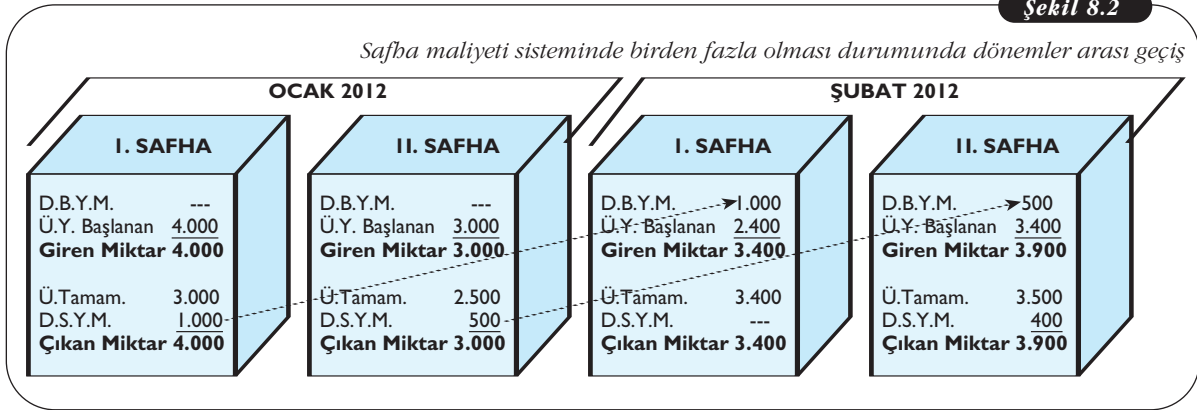 Şekil 8.2
Safha maliyeti sisteminde birden fazla olması durumunda dönemler arası geçiş
OCAK 2012
I. SAFHA
D.B.Y.M. ---
Ü.Y. Başlanan 4.000
Giren Miktar 4.000
Ü.Tamam. 3.000
D.S.Y.M. 1.000
Çıkan Miktar 4.000
II. SAFHA
D.B.Y.M. ---
Ü.Y. Başlanan 3.000
Giren Miktar 3.000
Ü.Tamam. 2.500
D.S.Y.M. 500
Çıkan Miktar 3.000
ŞUBAT 2012
I. SAFHA
D.B.Y.M. 1.000
Ü.Y. Başlanan 2.400
Giren Miktar 3.400
Ü.Tamam. 3.400
D.S.Y.M. ---
Çıkan Miktar 3.400
II. SAFHA
D.B.Y.M. 500
Ü.Y. Başlanan 3.400
Giren Miktar 3.900
Ü.Tamam. 3.500
D.S.Y.M. 400
Çıkan Miktar 3.900